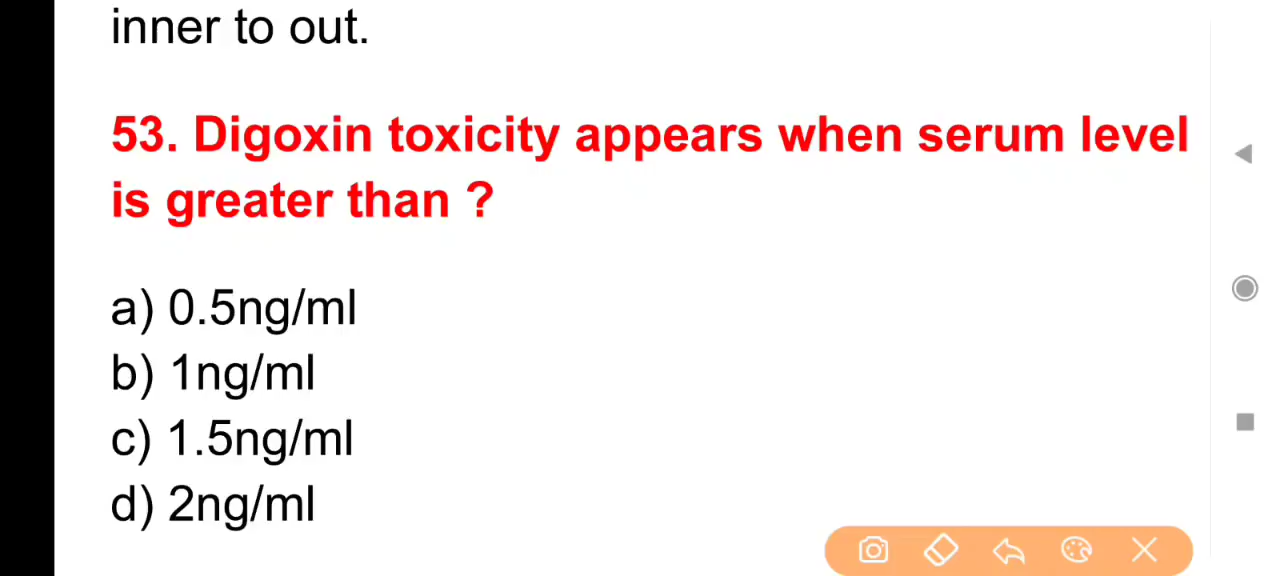 inner to out.
53. Digoxin toxicity appears when serum level
is greater than ?
a) 0.5ng/ml
b) 1ng/ml
c) 1.5ng/ml
d) 2ng/ml